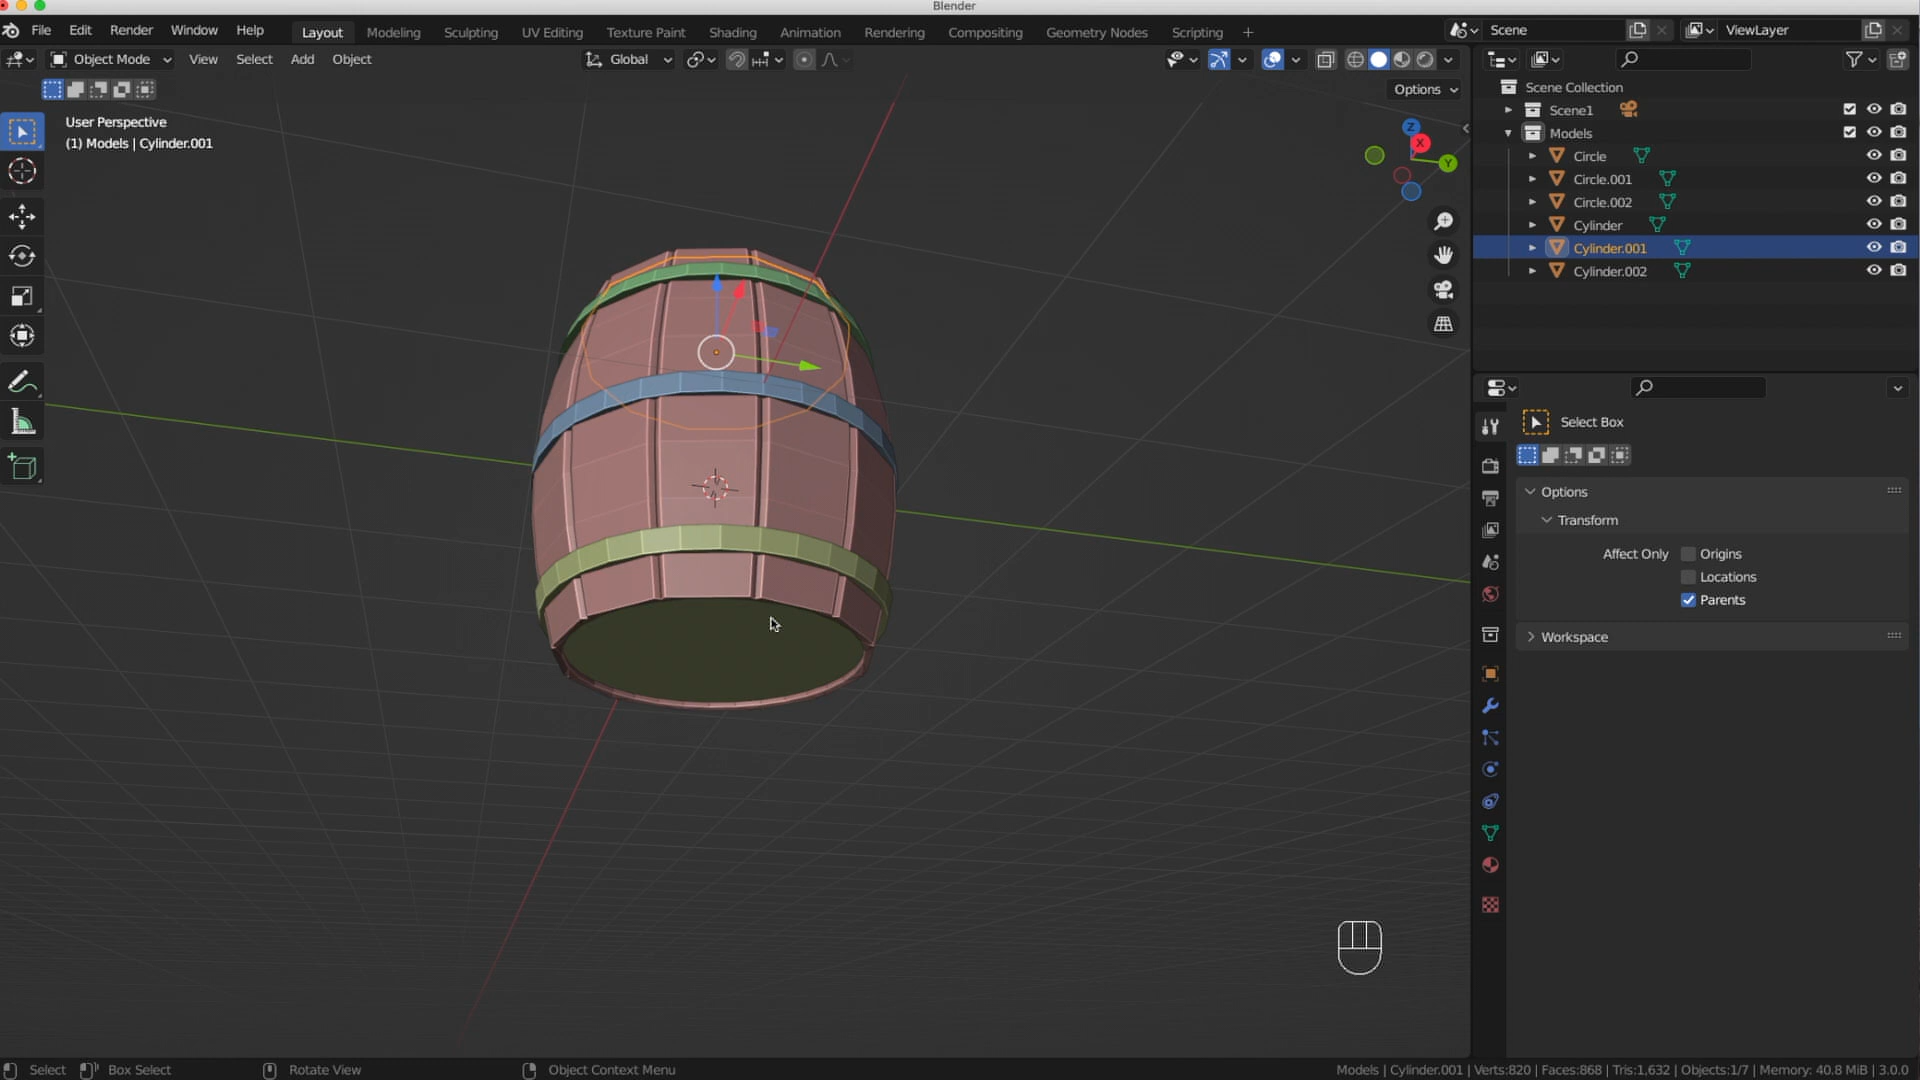 Blender
File Edit Render Window Help Layout Modeling Sculpting UV Editing Texture Paint Shading Animation Rendering Compositing Geometry Nodes Scripting + Scene ViewLayer
Object Mode View Select Add Object Global
Options
User Perspective
(1) Models | Cylinder.001
Z
X
Y
Scene Collection
Scene1
Models
Circle
Circle.001
Circle.002
Cylinder
Cylinder.001
Cylinder.002
Select Box
Options
Transform
Affect Only Origins
Locations
Parents
Workspace
Select Box Select Rotate View Object Context Menu Models | Cylinder.001 | Verts:820 | Faces:868 | Tris:1,632 | Objects:1/7 | Memory: 40.8 MiB | 3.0.0